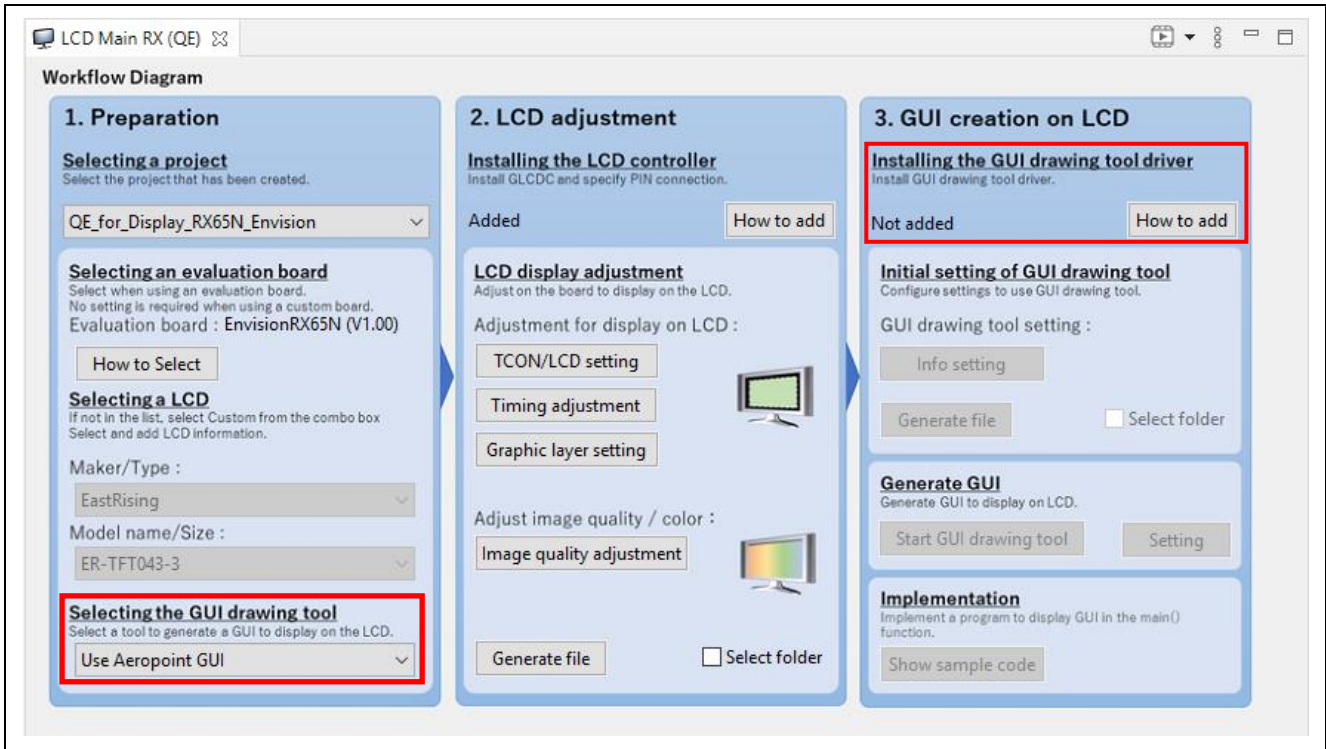 LCD Main RX (QE)
Workflow Diagram
1. Preparation
Selecting a project
Select the project that has been created.
QE_for_Display_RX65N_Envision
Selecting an evaluation board
Select when using an evaluation board.
No setting is required when using a custom board.
Evaluation board : EnvisionRX65N (V1.00)
How to Select
Selecting a LCD
If not in the list, select Custom from the combo box
Select and add LCD information.
Maker/Type :
EastRising
Model name/Size :
ER-TFT043-3
Selecting the GUI drawing tool
Select a tool to generate a GUI to display on the LCD.
Use Aeropoint GUI
2. LCD adjustment
Installing the LCD controller
Install GLCDC and specify PIN connection.
Added
How to add
LCD display adjustment
Adjust on the board to display on the LCD.
Adjustment for display on LCD :
TCON/LCD setting
Timing adjustment
Graphic layer setting
Adjust image quality / color :
Image quality adjustment
Generate file
Select folder
3. GUI creation on LCD
Installing the GUI drawing tool driver
Install GUI drawing tool driver.
Not added
How to add
Initial setting of GUI drawing tool
Configure settings to use GUI drawing tool.
GUI drawing tool setting :
Info setting
Generate file
Select folder
Generate GUI
Generate GUI to display on LCD.
Start GUI drawing tool
Setting
Implementation
Implement a program to display GUI in the main()
function.
Show sample code